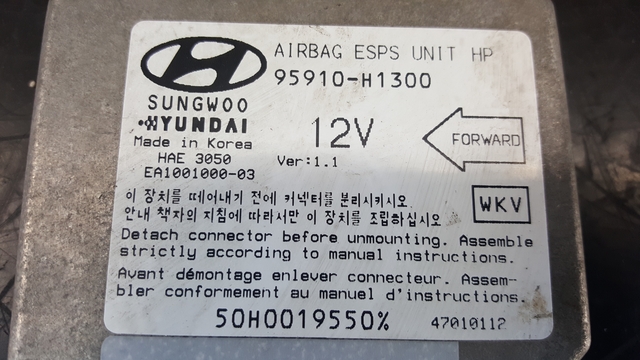 AIRBAG ESPS UNIT HP
95910-H1300
SUNGWOO
HYUNDAI
Made in Korea
HAE 3050
EA1001000-03
12V
Ver:1.1
FORWARD
이 장치를 떼어내기 전에 커넥터를 분리시키시오
안내 책자의 지침에 따라서만 이 장치를 조립하십시오
WKV
Detach connector before unmounting. Assemble
strictly according to manual instructions.
Avant démontage enlever connecteur. Assem-
bler conformement au manuel d'instructions.
50H0019550%
47010112